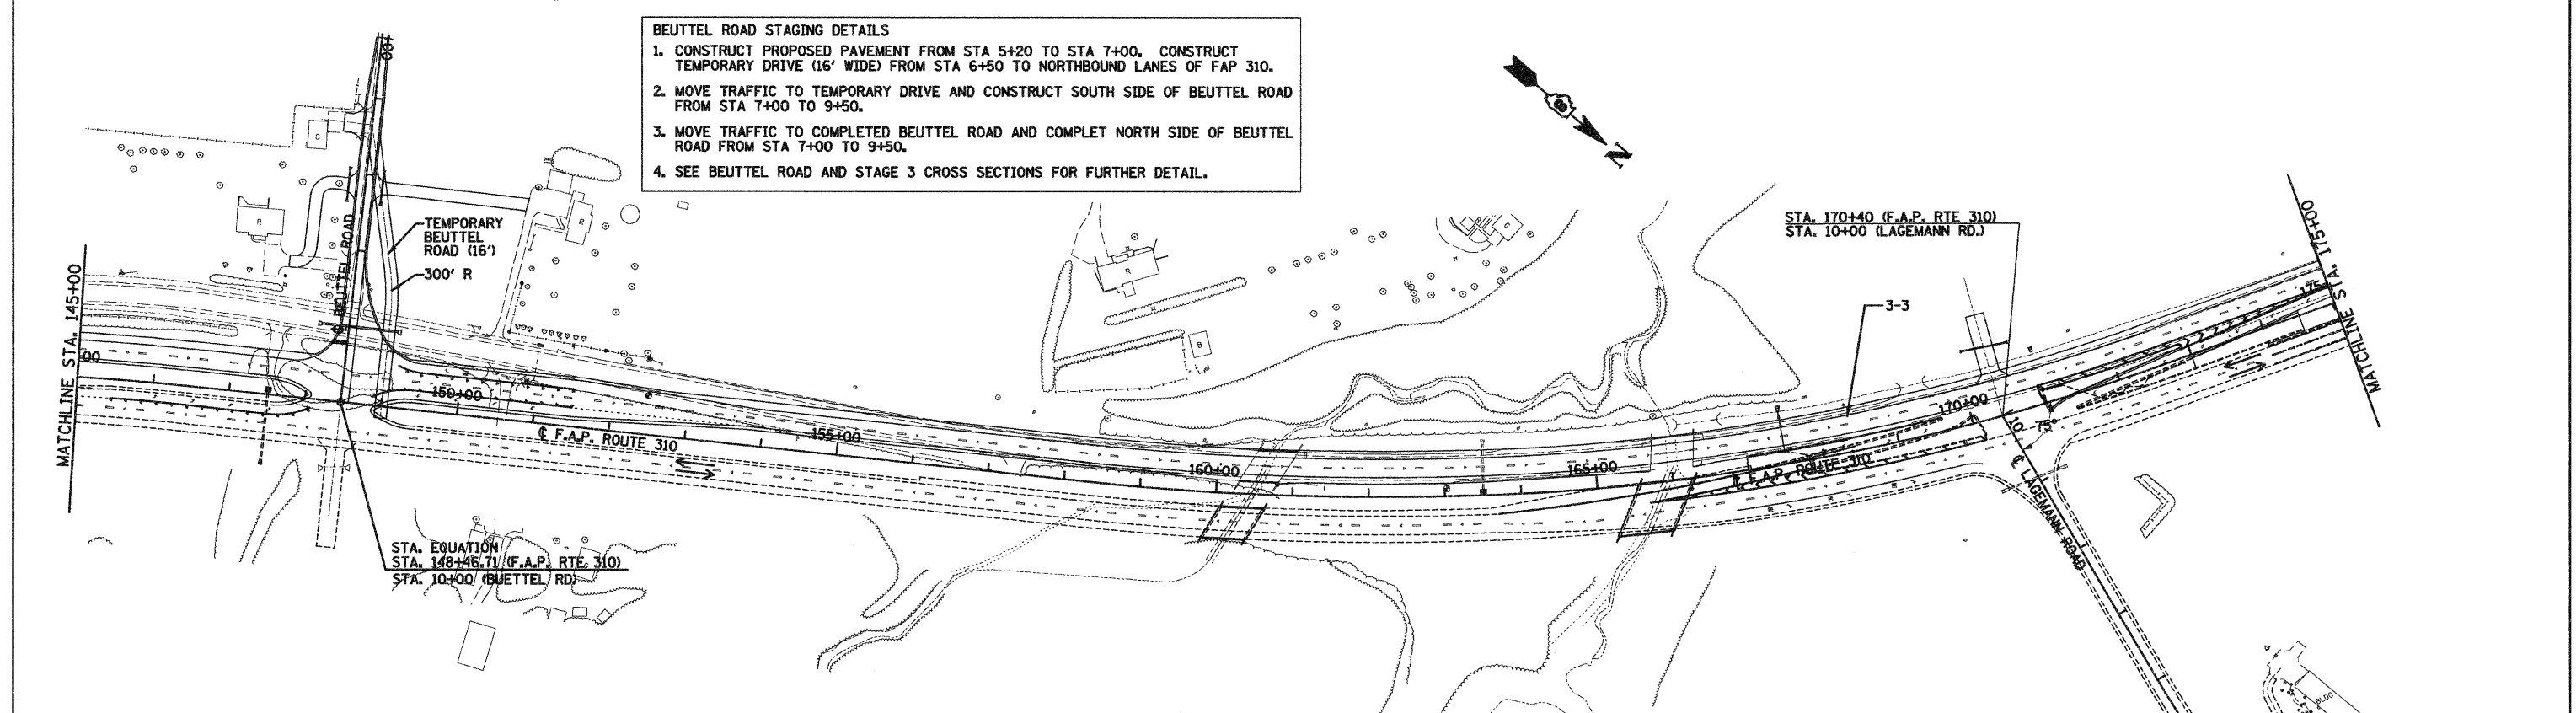 BEUTTEL ROAD STAGING DETAILS
1. CONSTRUCT PROPOSED PAVEMENT FROM STA 5+20 TO STA 7+00. CONSTRUCT
TEMPORARY DRIVE (16' WIDE) FROM STA 6+50 TO NORTHBOUND LANES OF FAP 310.
2. MOVE TRAFFIC TO TEMPORARY DRIVE AND CONSTRUCT SOUTH SIDE OF BEUTTEL ROAD
FROM STA 7+00 TO 9+50.
3. MOVE TRAFFIC TO COMPLETED BEUTTEL ROAD AND COMPLET NORTH SIDE OF BEUTTEL
ROAD FROM STA 7+00 TO 9+50.
4. SEE BEUTTEL ROAD AND STAGE 3 CROSS SECTIONS FOR FURTHER DETAIL.
N
G
R
R
BEUTTEL ROAD
TEMPORARY
BEUTTEL
ROAD (16')
300' R
MATCHLINE STA. 145+00
00
150+00
℄ F.A.P. ROUTE 310
155+00
160+00
165+00
170+00
175
STA. EQUATION
STA. 148+46.71 (F.A.P. RTE 310)
STA. 10+00 (BUETTEL RD)
R
B
G
STA. 170+40 (F.A.P. RTE 310)
STA. 10+00 (LAGEMANN RD.)
3-3
℄ F.A.P. ROUTE 310
10
75°
℄ LAGEMANN ROAD
MATCHLINE STA. 175+00
BLDG